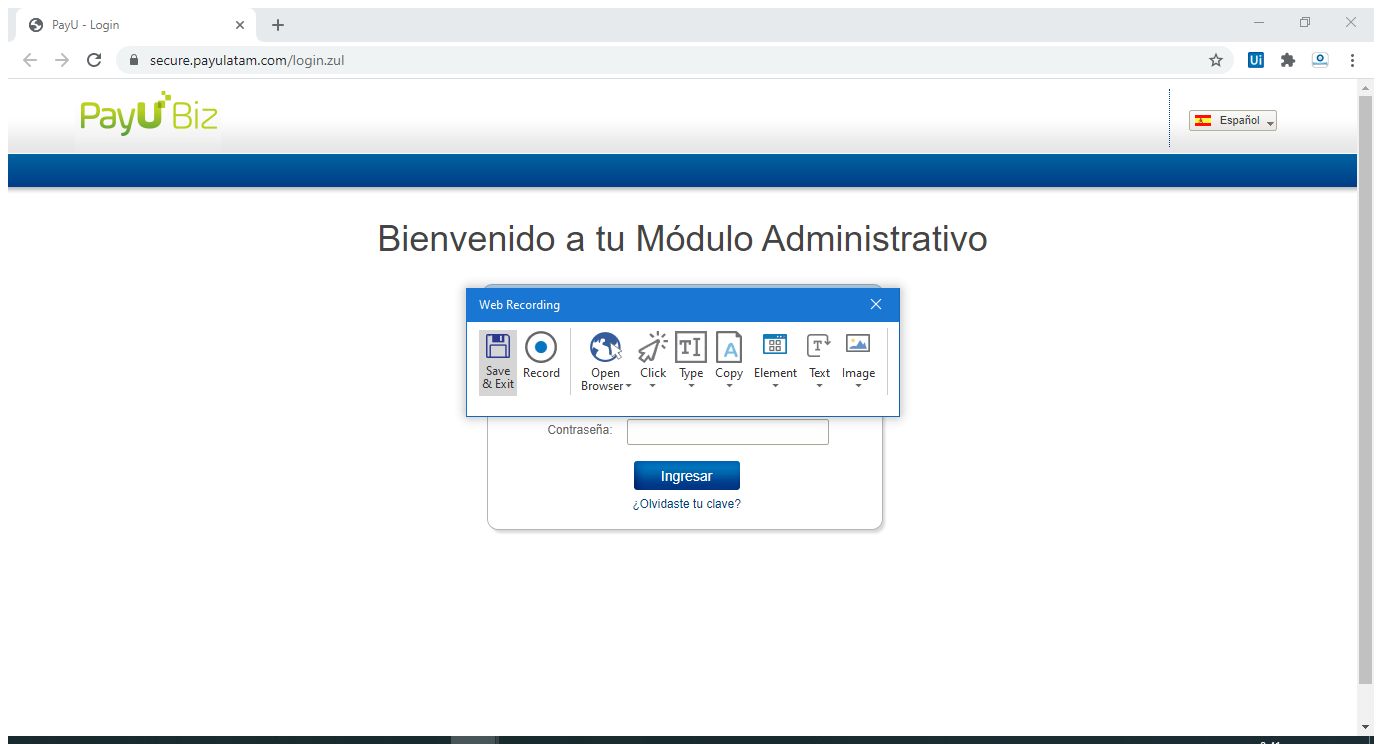 PayU - Login
secure.payulatam.com/login.zul
Ui
PayU Biz
Español
Bienvenido a tu Módulo Administrativo
Web Recording
Save & Exit
Record
Open Browser
Click
Type
Copy
Element
Text
Image
Contraseña:
Ingresar
¿Olvidaste tu clave?